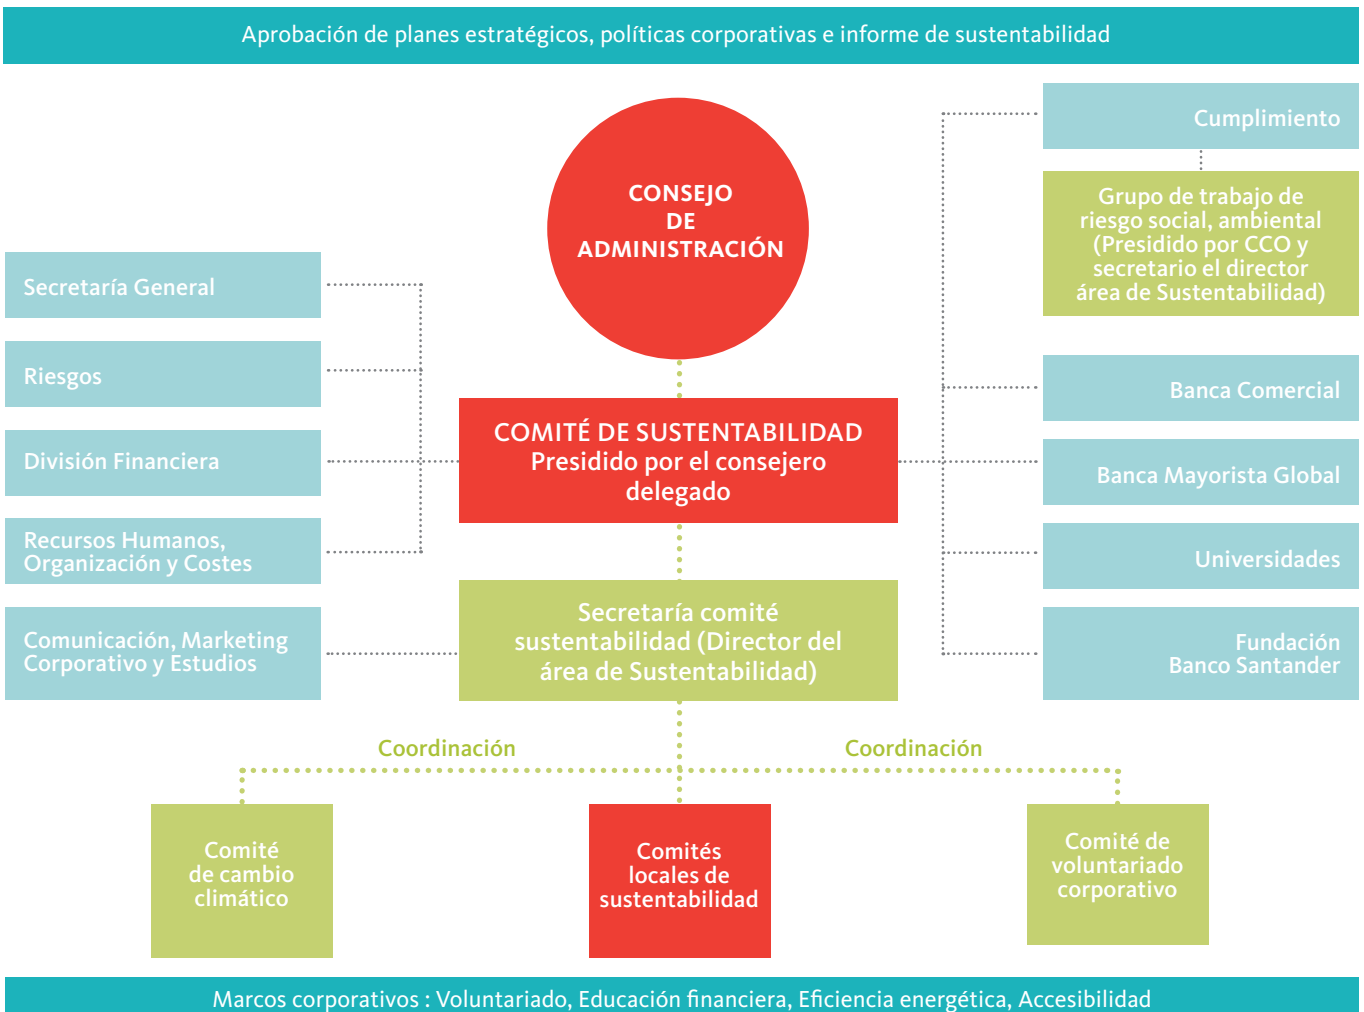 Aprobación de planes estratégicos, políticas corporativas e informe de sustentabilidad
CONSEJO
DE
ADMINISTRACIÓN
Secretaría General
Riesgos
División Financiera
Recursos Humanos,
Organización y Costes
Comunicación, Marketing
Corporativo y Estudios
COMITÉ DE SUSTENTABILIDAD
Presidido por el consejero
delegado
Secretaría comité
sustentabilidad (Director del
área de Sustentabilidad)
Cumplimiento
Grupo de trabajo de
riesgo social, ambiental
(Presidido por CCO y
secretario el director
área de Sustentabilidad)
Banca Comercial
Banca Mayorista Global
Universidades
Fundación
Banco Santander
Coordinación
Coordinación
Comité
de cambio
climático
Comités
locales de
sustentabilidad
Comité de
voluntariado
corporativo
Marcos corporativos : Voluntariado, Educación financiera, Eficiencia energética, Accesibilidad